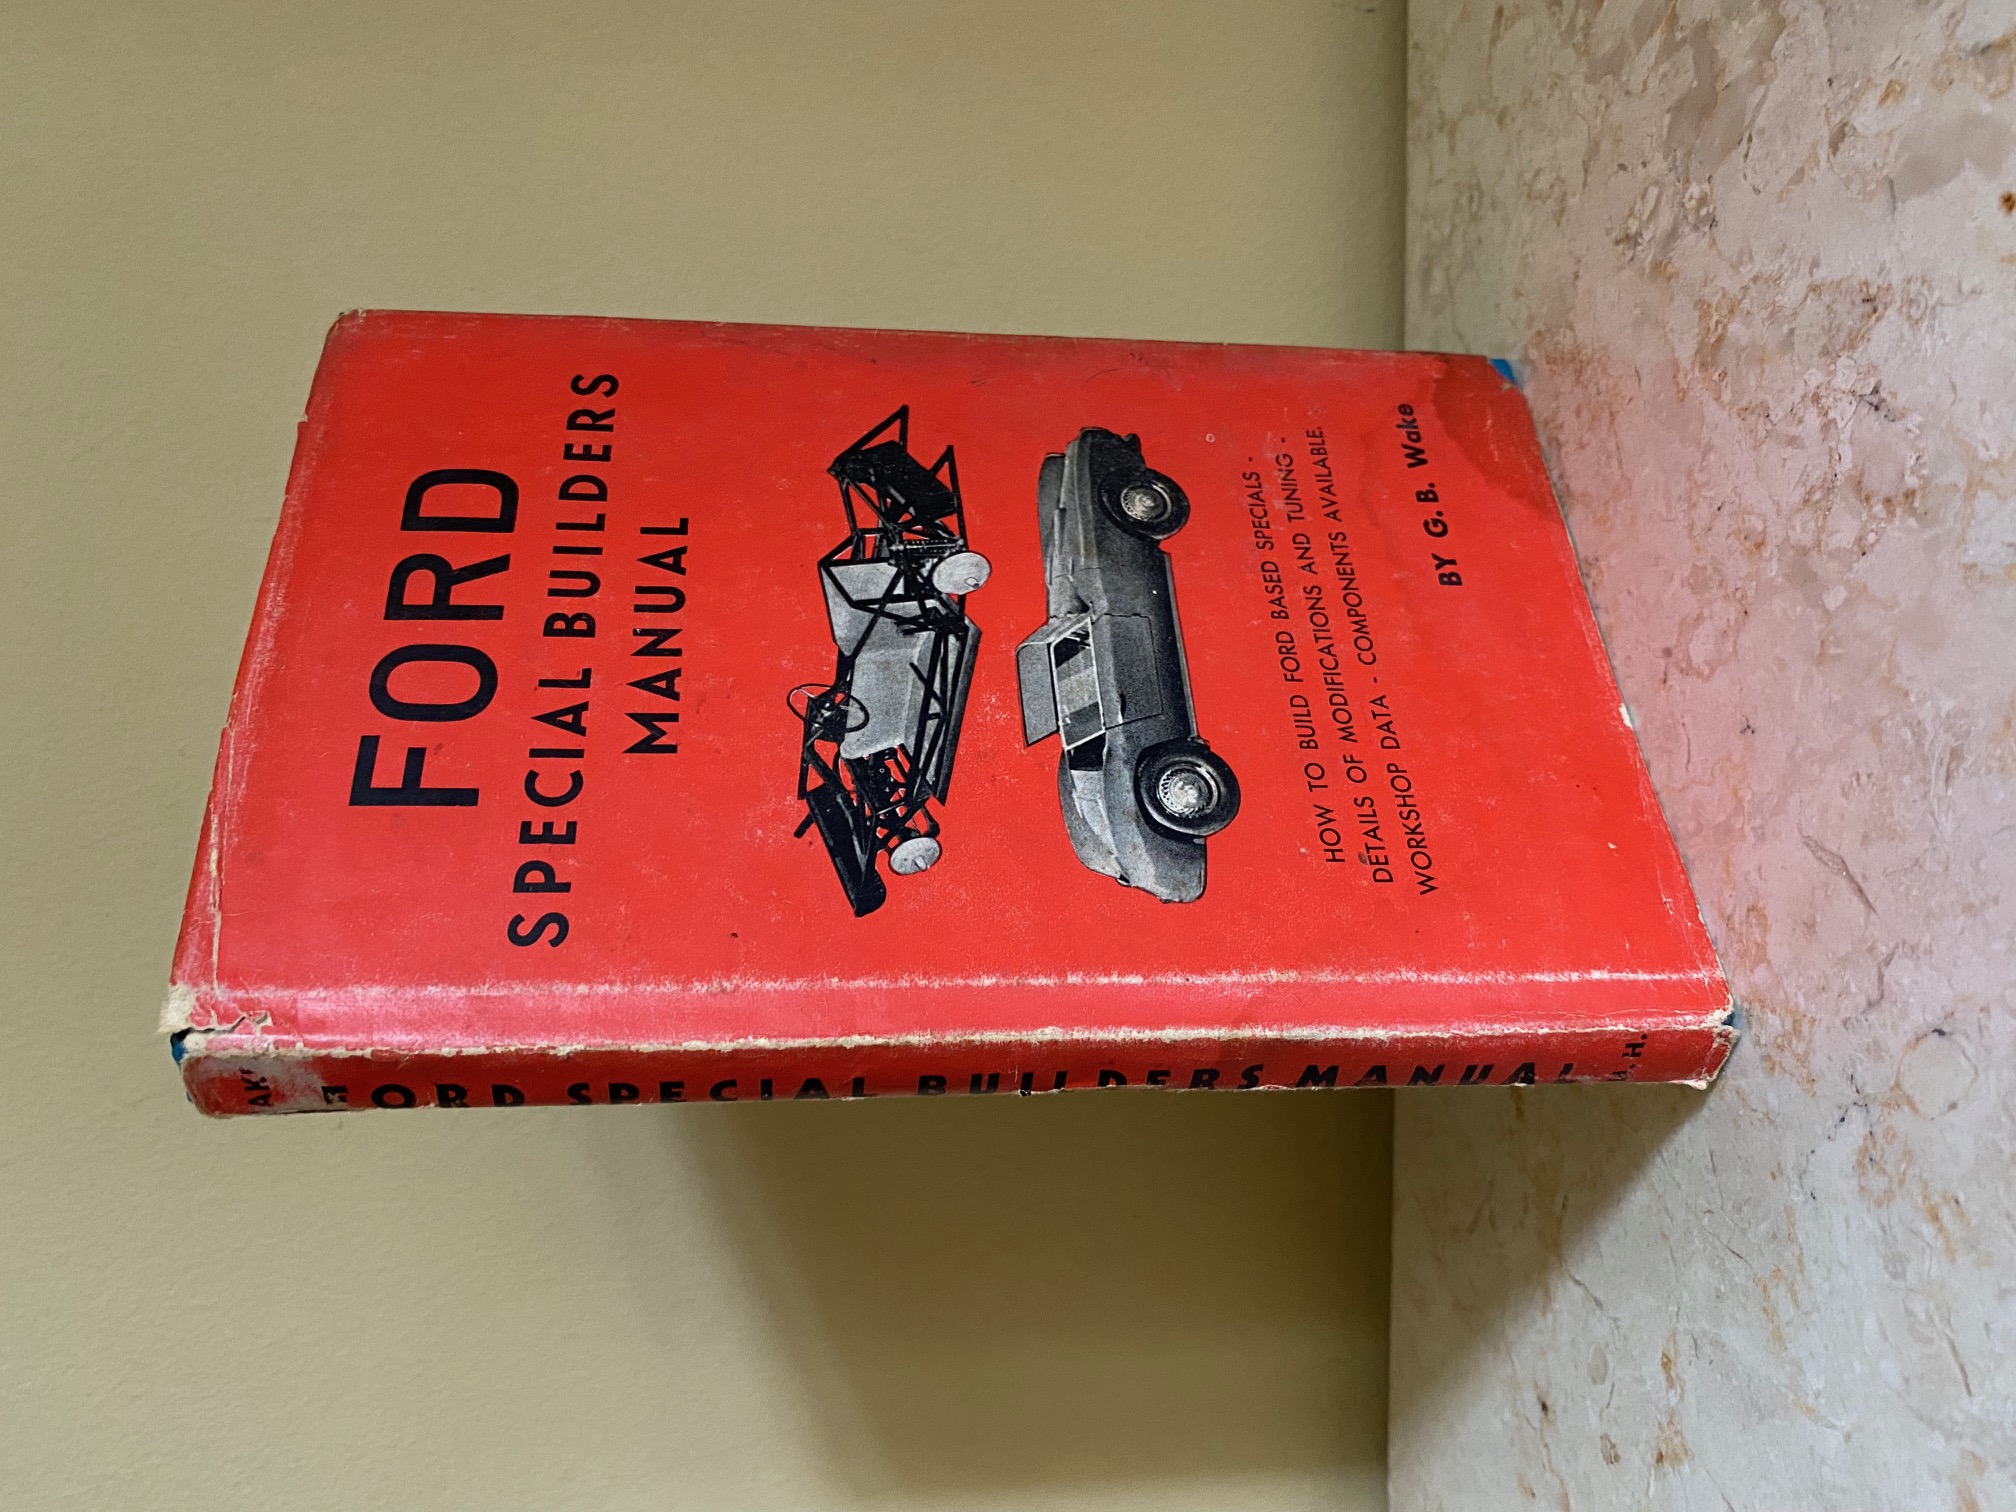 FORD
SPECIAL BUILDERS
MANUAL
HOW TO BUILD FORD BASED SPECIALS -
DETAILS OF MODIFICATIONS AND TUNING -
WORKSHOP DATA - COMPONENTS AVAILABLE.
BY G. B. Wake
FORD SPECIAL BUILDERS MANUAL